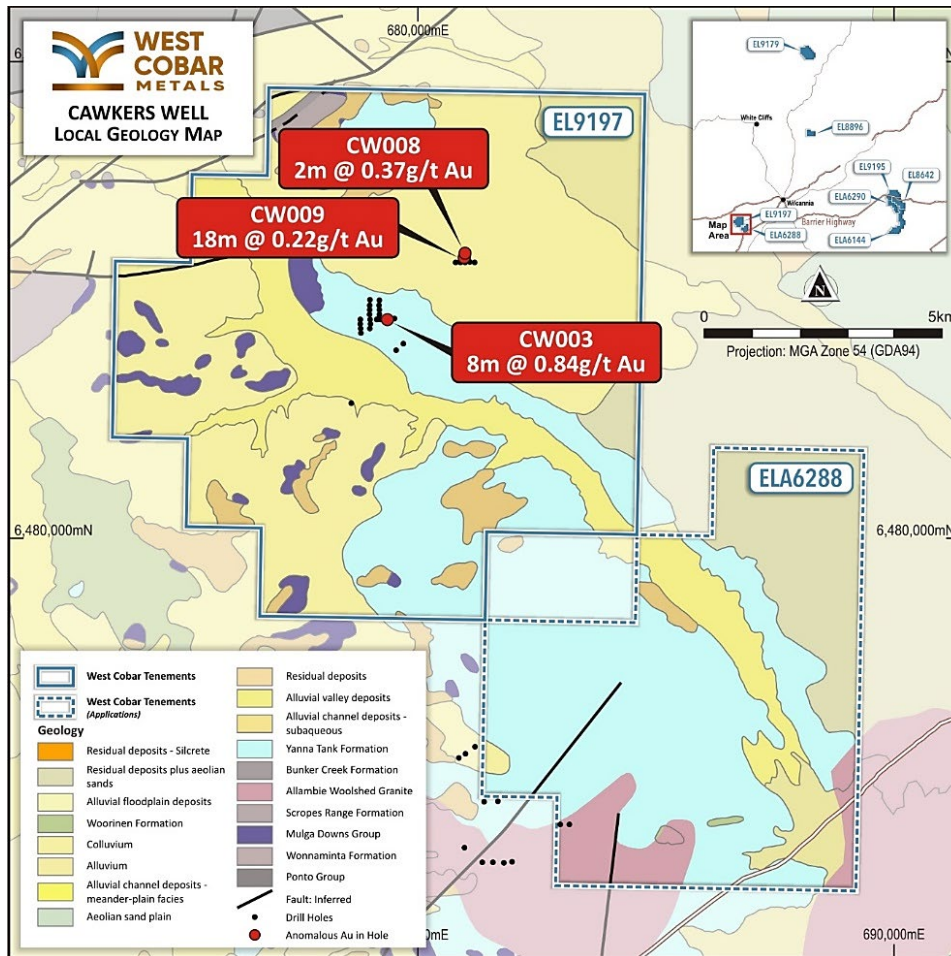 WEST
COBAR
METALS
CAWKERS WELL
LOCAL GEOLOGY MAP
680,000mE
EL9197
CW008
2m @ 0.37g/t Au
CW009
18m @ 0.22g/t Au
CW003
8m @ 0.84g/t Au
EL9179
White Cliffs
EL8896
EL9195
EL8642
ELA6290
Wilcannia
EL9197
Barrier Highway
Map
Area
ELA6288
ELA6144
N
0
5km
Projection: MGA Zone 54 (GDA94)
ELA6288
6,480,000mN
6,480,000mN
West Cobar Tenements
West Cobar Tenements
(Applications)
Geology
Residual deposits - Silcrete
Residual deposits plus aeolian
sands
Alluvial floodplain deposits
Woorinen Formation
Colluvium
Alluvium
Alluvial channel deposits -
meander-plain facies
Aeolian sand plain
Residual deposits
Alluvial valley deposits
Alluvial channel deposits -
subaqueous
Yanna Tank Formation
Bunker Creek Formation
Allambie Woolshed Granite
Scropes Range Formation
Mulga Downs Group
Wonnaminta Formation
Ponto Group
Fault: Inferred
Drill Holes
Anomalous Au in Hole
690,000mE